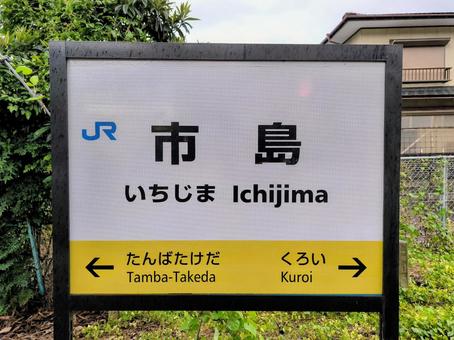 JR
市島
いちじま Ichijima
← たんばたけだ くろい →
Tamba-Takeda Kuroi